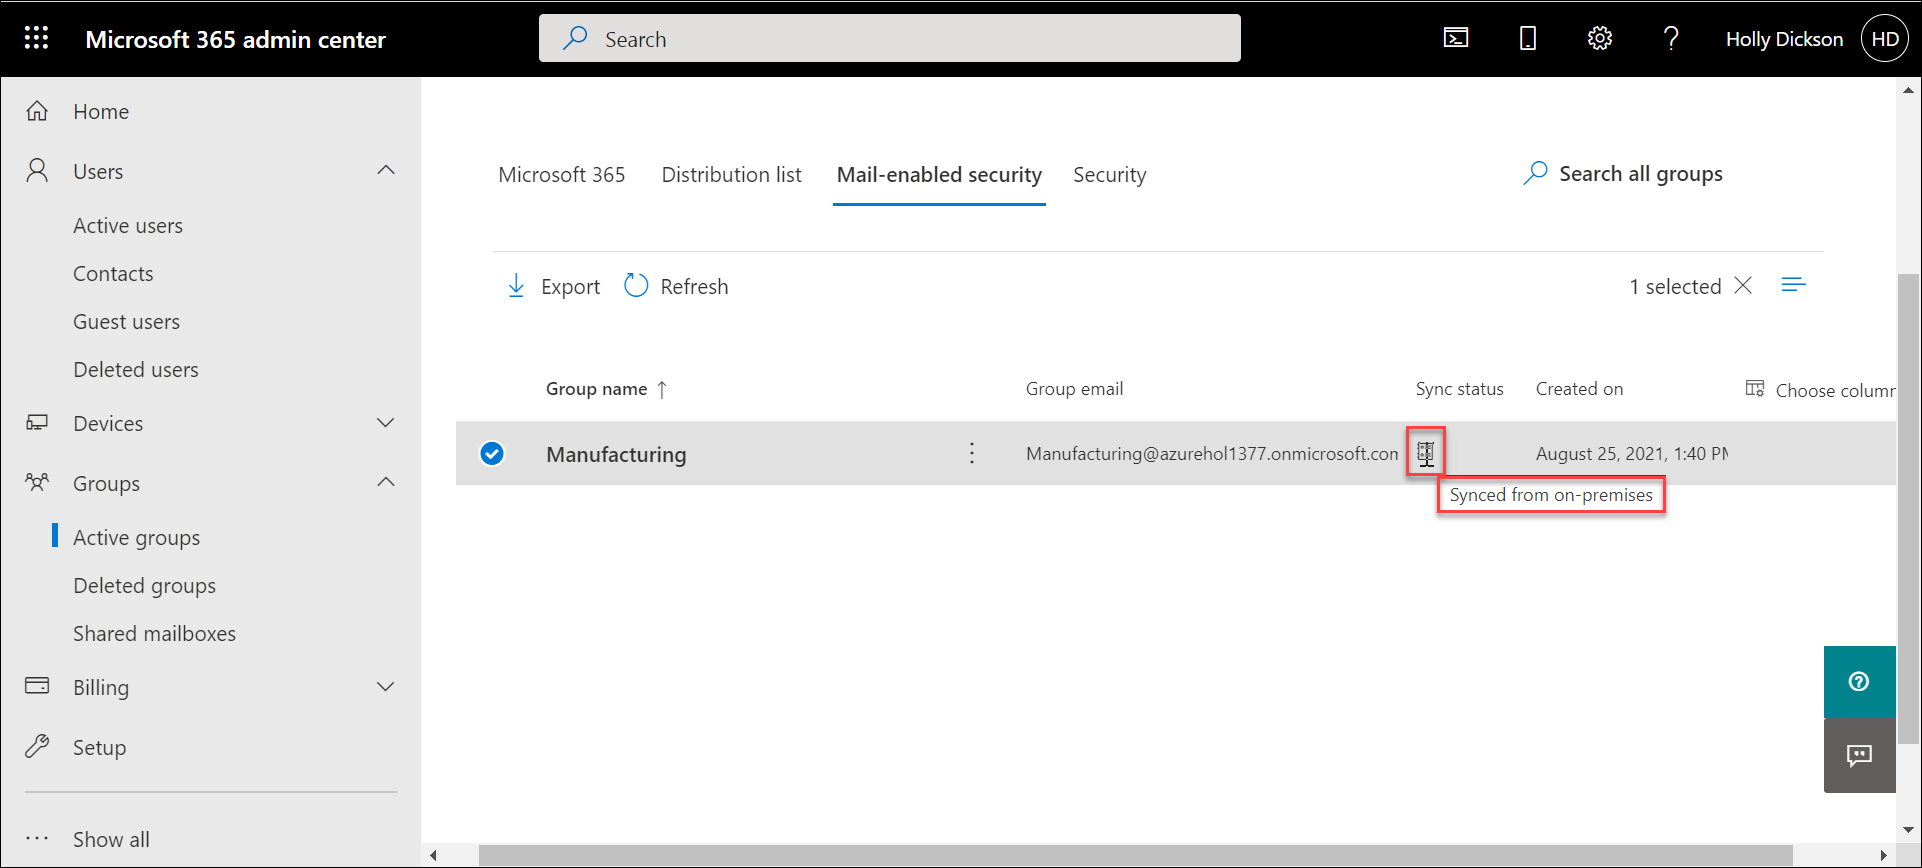 Microsoft 365 admin center
Search
Holly Dickson
HD
Home
Users
Active users
Contacts
Guest users
Deleted users
Devices
Groups
Active groups
Deleted groups
Shared mailboxes
Billing
Setup
Show all
Microsoft 365 Distribution list Mail-enabled security Security
Search all groups
Export Refresh
1 selected
Group name Group email Sync status Created on Choose column
Manufacturing Manufacturing@azurehol1377.onmicrosoft.com August 25, 2021, 1:40 PM
Synced from on-premises